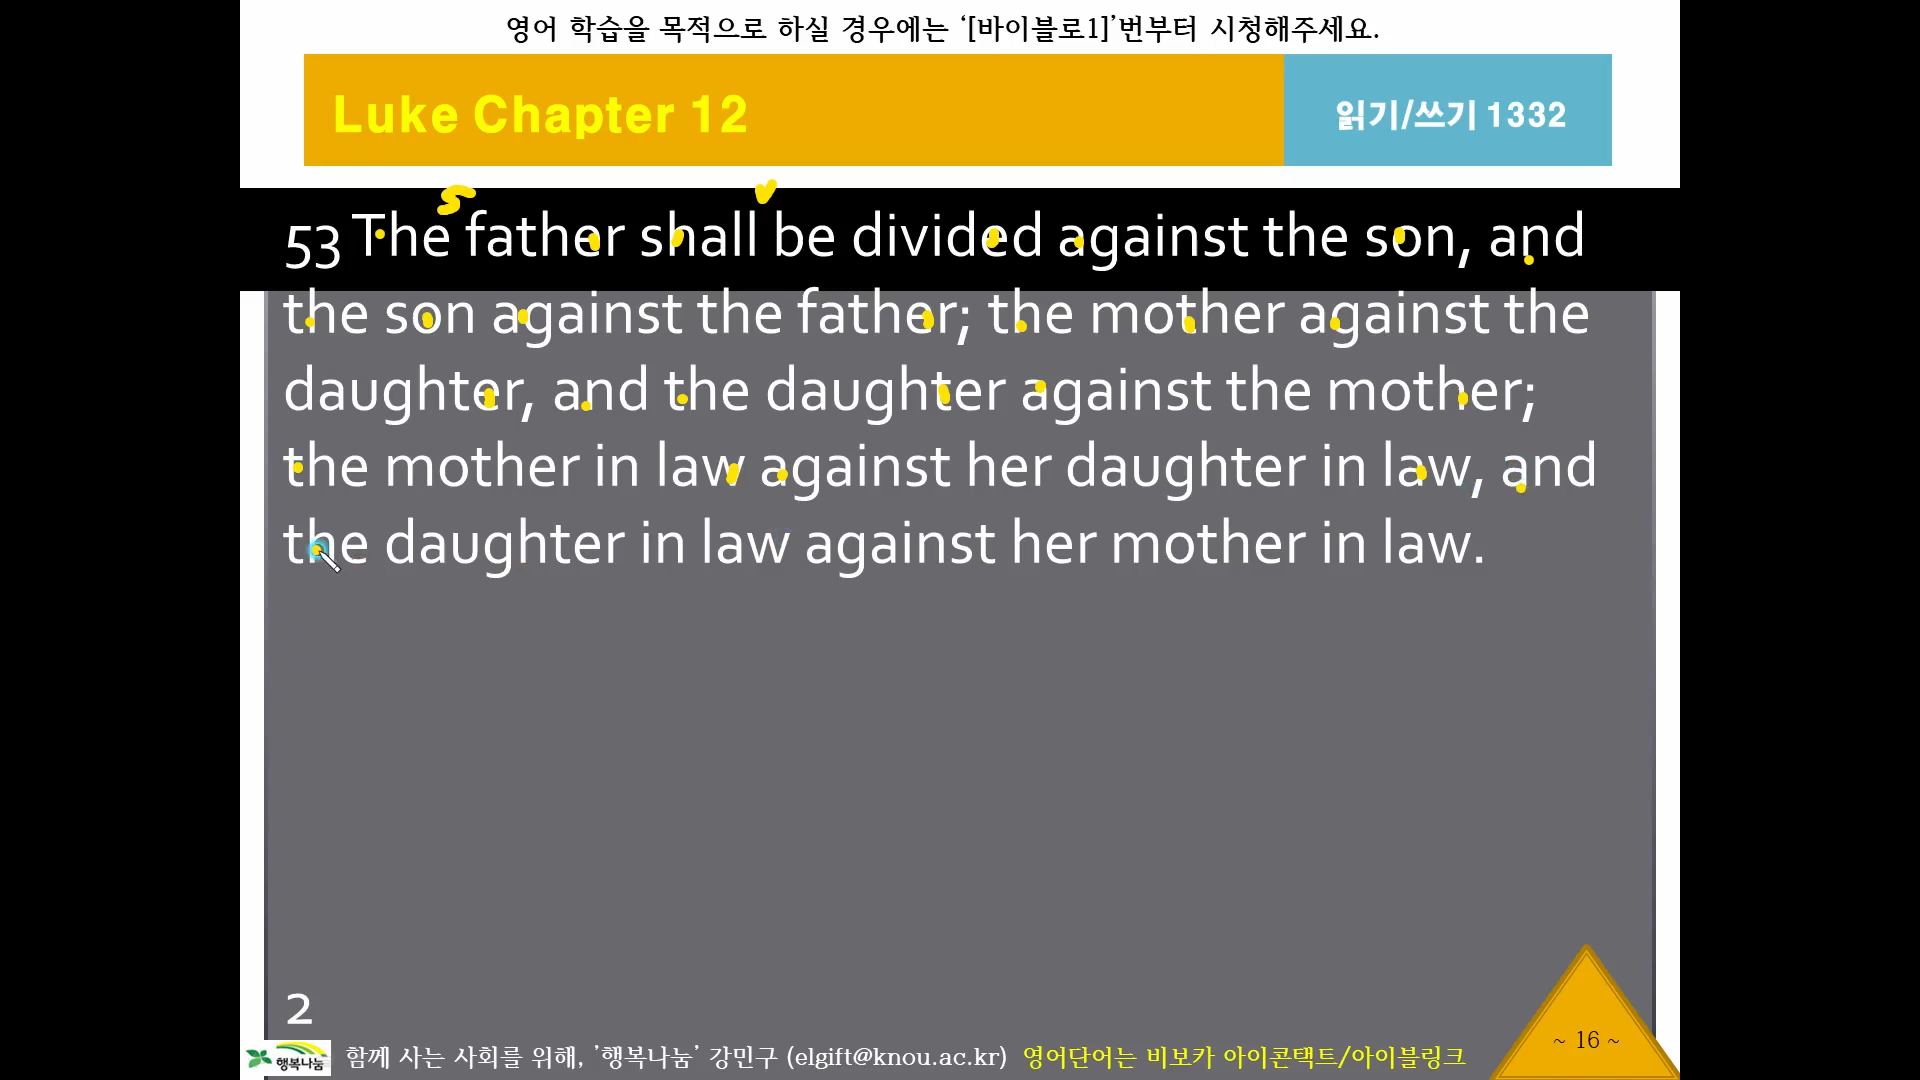 영어 학습을 목적으로 하실 경우에는 ‘[바이블로1]’번부터 시청해주세요.
Luke Chapter 12
읽기/쓰기 1332
53 The father shall be divided against the son, and
the son against the father; the mother against the
daughter, and the daughter against the mother;
the mother in law against her daughter in law, and
the daughter in law against her mother in law.
2
~ 16 ~
행복나눔
함께 사는 사회를 위해, ’행복나눔’ 강민구 (elgift@knou.ac.kr) 영어단어는 비보카 아이콘택트/아이블링크